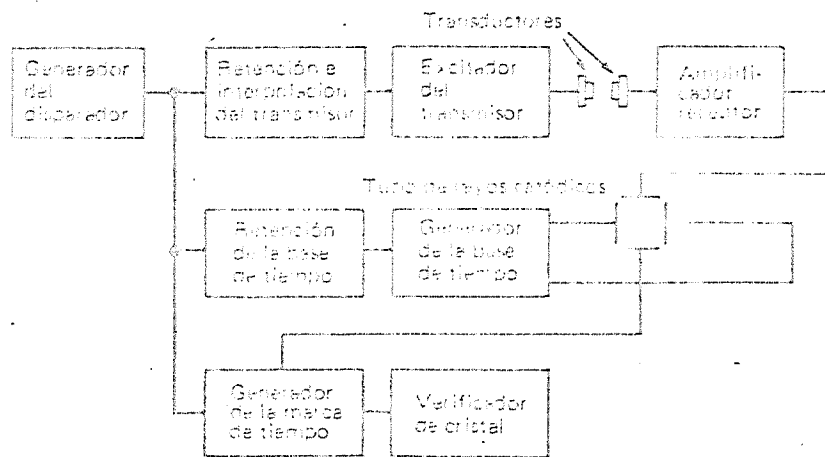 Transductores
Generador
del
disparador
Retención e
interpolación
del transmisor
Excitador
del
transmisor
Amplifi-
cador
receptor
Tubo de rayos catódicos
Retención
de la base
de tiempo
Generador
de la base
de tiempo
Generador
de la marca
de tiempo
Verificador
de cristal